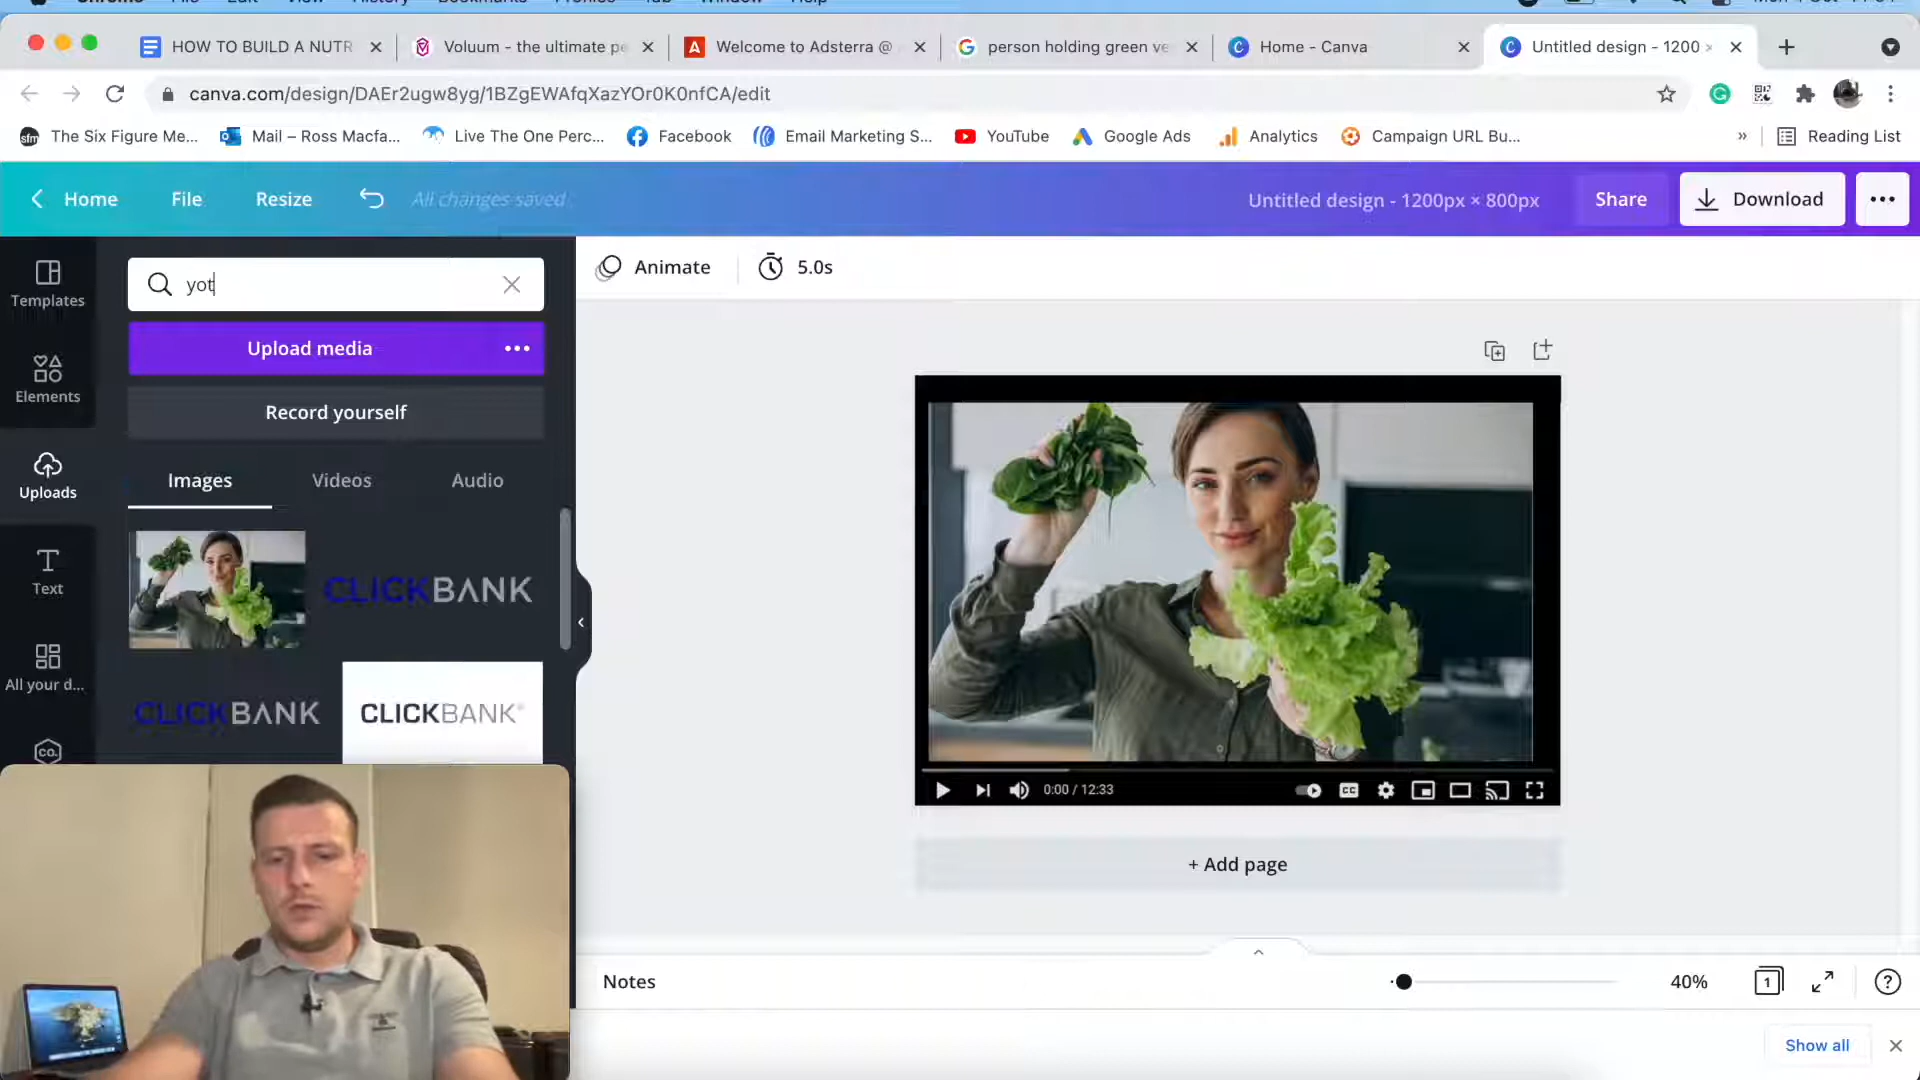 HOW TO BUILD A NUTR
Voluum - the ultimate pe
Welcome to Adsterra @
person holding green ve
Home - Canva
Untitled design - 1200
canva.com/design/DAEr2ugw8yg/1BZgEWAfqXazYOr0K0nfCA/edit
The Six Figure Me...
Mail – Ross Macfa...
Live The One Perc...
Facebook
Email Marketing S...
YouTube
Google Ads
Analytics
Campaign URL Bu...
»
Reading List
Home
File
Resize
All changes saved
Untitled design - 1200px × 800px
Share
Download
Templates
Elements
Uploads
Text
All your d...
co.
yot
Upload media
Record yourself
Images
Videos
Audio
CLICKBANK
CLICKBANK
CLICKBANK
Animate
5.0s
0:00 / 12:33
CC
+ Add page
Notes
40%
1
?
Show all